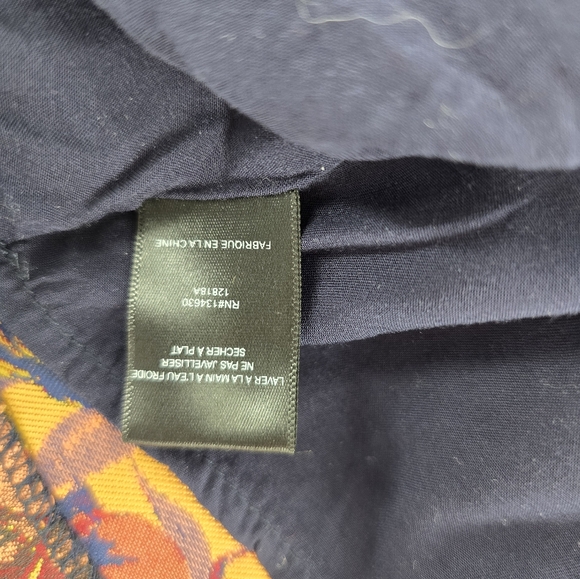 LAVER À LA MAIN À L'EAU FROIDE
NE PAS JAVELLISER
SECHER À PLAT
RN#134630
12818A
FABRIQUE EN LA CHINE